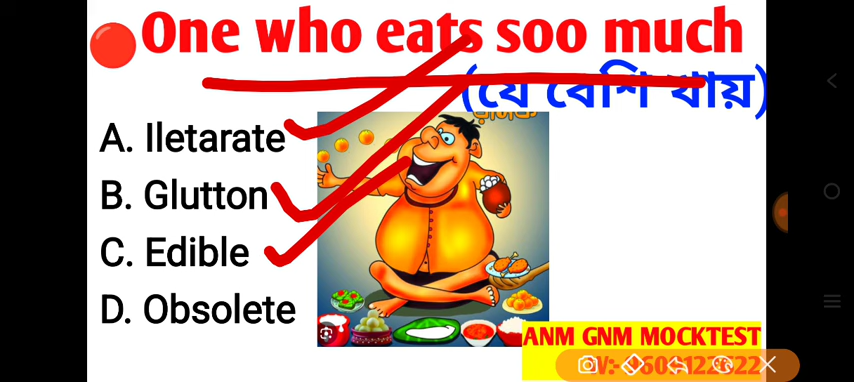 One who eats soo much
(যে বেশি খায়)
A. Iletarate
B. Glutton
C. Edible
D. Obsolete
ANM GNM MOCKTEST